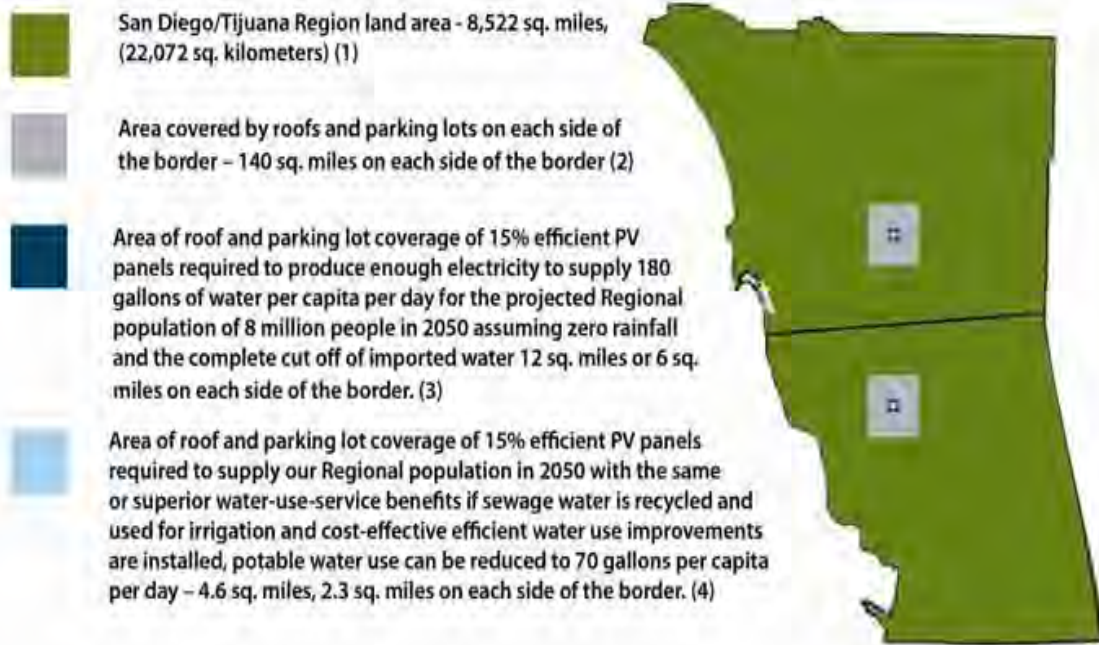 San Diego/Tijuana Region land area - 8,522 sq. miles,
(22,072 sq. kilometers) (1)
Area covered by roofs and parking lots on each side of
the border – 140 sq. miles on each side of the border (2)
Area of roof and parking lot coverage of 15% efficient PV
panels required to produce enough electricity to supply 180
gallons of water per capita per day for the projected Regional
population of 8 million people in 2050 assuming zero rainfall
and the complete cut off of imported water 12 sq. miles or 6 sq.
miles on each side of the border. (3)
Area of roof and parking lot coverage of 15% efficient PV panels
required to supply our Regional population in 2050 with the same
or superior water-use-service benefits if sewage water is recycled and
used for irrigation and cost-effective efficient water use improvements
are installed, potable water use can be reduced to 70 gallons per capita
per day – 4.6 sq. miles, 2.3 sq. miles on each side of the border. (4)